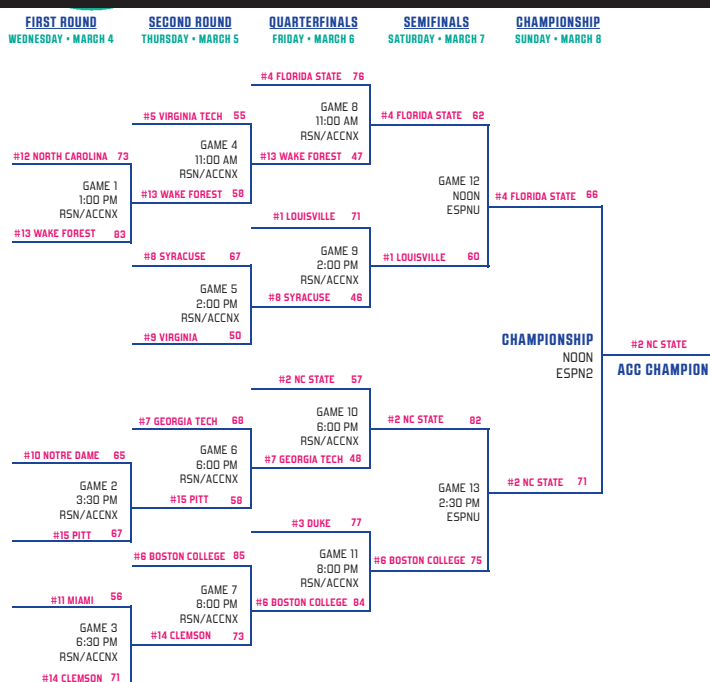 FIRST ROUND
WEDNESDAY • MARCH 4
SECOND ROUND
THURSDAY • MARCH 5
QUARTERFINALS
FRIDAY • MARCH 6
SEMIFINALS
SATURDAY • MARCH 7
CHAMPIONSHIP
SUNDAY • MARCH 8
#12 NORTH CAROLINA 73
GAME 1
1:00 PM
RSN/ACCNX
#13 WAKE FOREST 83
#10 NOTRE DAME 65
GAME 2
3:30 PM
RSN/ACCNX
#15 PITT 67
#11 MIAMI 56
GAME 3
6:30 PM
RSN/ACCNX
#14 CLEMSON 71
#5 VIRGINIA TECH 55
GAME 4
11:00 AM
RSN/ACCNX
#13 WAKE FOREST 58
#8 SYRACUSE 67
GAME 5
2:00 PM
RSN/ACCNX
#9 VIRGINIA 50
#7 GEORGIA TECH 68
GAME 6
6:00 PM
RSN/ACCNX
#15 PITT 58
#6 BOSTON COLLEGE 85
GAME 7
8:00 PM
RSN/ACCNX
#14 CLEMSON 73
#4 FLORIDA STATE 76
GAME 8
11:00 AM
RSN/ACCNX
#13 WAKE FOREST 47
#1 LOUISVILLE 71
GAME 9
2:00 PM
RSN/ACCNX
#8 SYRACUSE 46
#2 NC STATE 57
GAME 10
6:00 PM
RSN/ACCNX
#7 GEORGIA TECH 48
#3 DUKE 77
GAME 11
8:00 PM
RSN/ACCNX
#6 BOSTON COLLEGE 84
#4 FLORIDA STATE 62
GAME 12
NOON
ESPNU
#1 LOUISVILLE 60
#2 NC STATE 82
GAME 13
2:30 PM
ESPNU
#6 BOSTON COLLEGE 75
#4 FLORIDA STATE 66
CHAMPIONSHIP
NOON
ESPN2
#2 NC STATE 71
#2 NC STATE
ACC CHAMPION